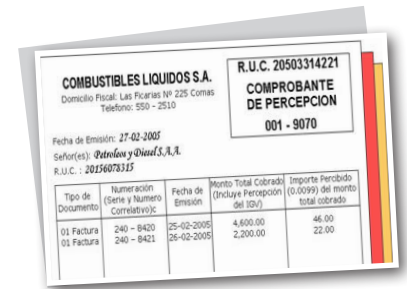 COMBUSTIBLES LIQUIDOS S.A.
Domicilio Fiscal: Las Ficarias Nº 225 Comas
Telefono: 550 - 2510
R.U.C. 20503314221
COMPROBANTE
DE PERCEPCION
001 - 9070
Fecha de Emisión: 27-02-2005
Señor(es): Petroleos y Diesel S.A.A.
R.U.C. : 20156078315
Tipo de Documento
Numeración (Serie y Numero Correlativo)c
Fecha de Emisión
Monto Total Cobrado (Incluye Percepción del IGV)
Importe Percibido (0.0099) del monto total cobrado
01 Factura 240 – 8420 25-02-2005 4,600.00 46.00
01 Factura 240 – 8421 26-02-2005 2,200.00 22.00